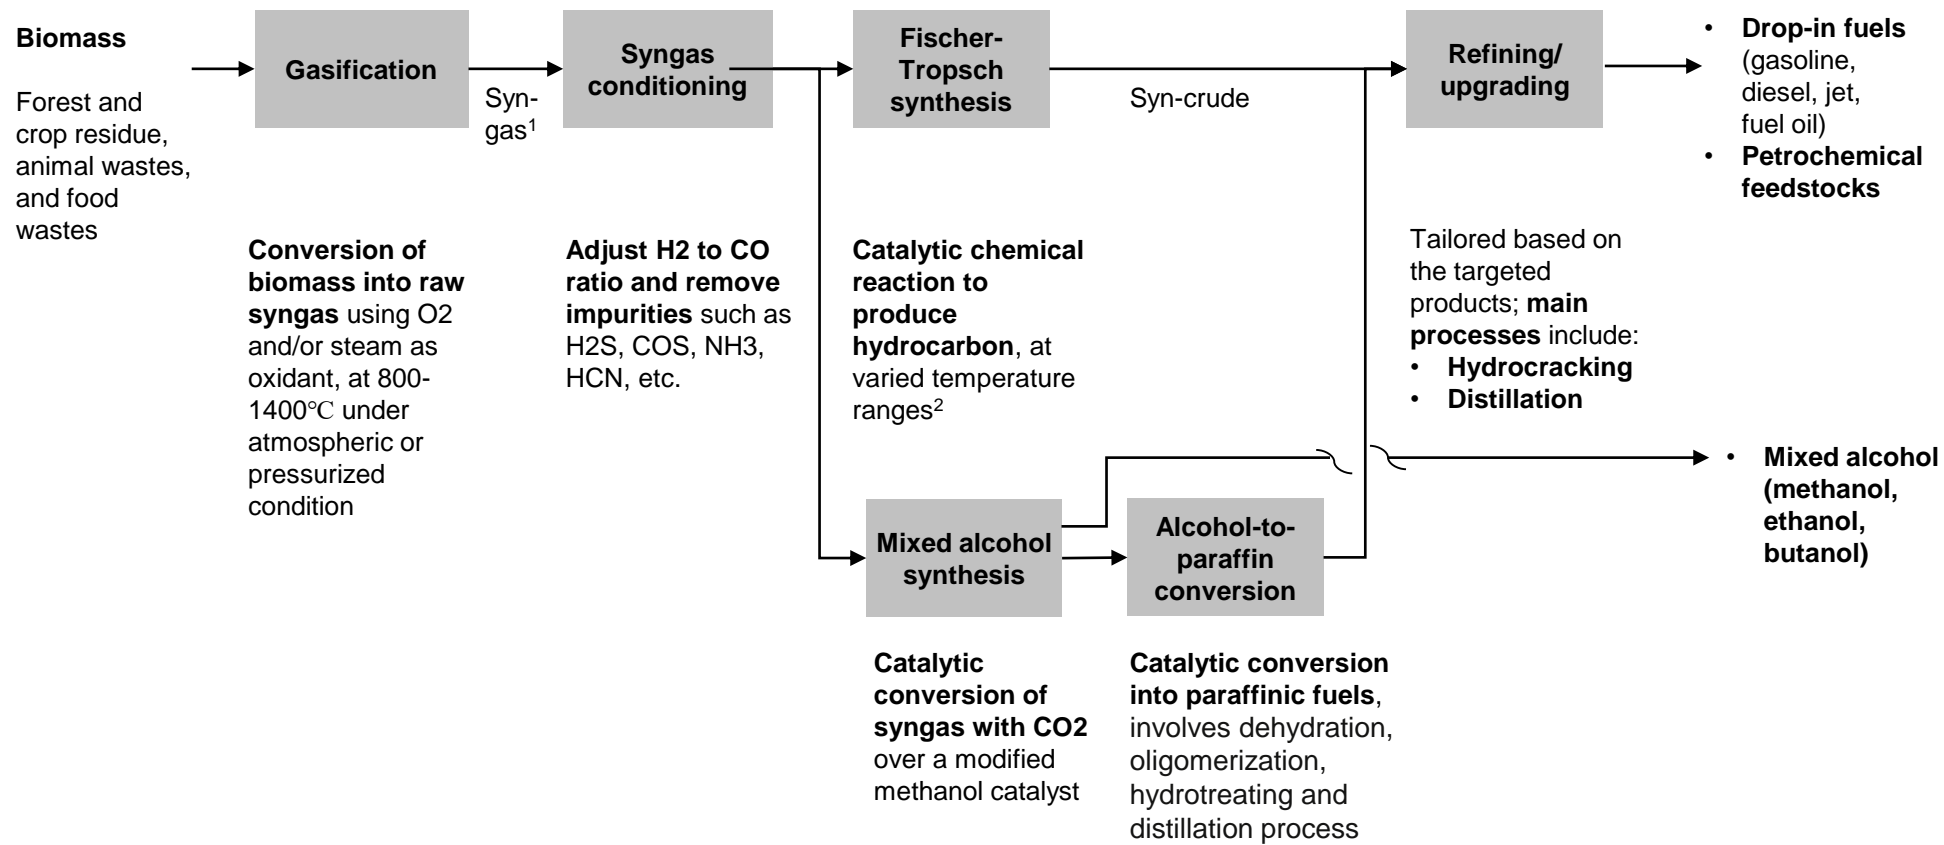 Biomass
Forest and
crop residue,
animal wastes,
and food
wastes
Gasification
Syn-
gas1
Syngas
conditioning
Fischer-
Tropsch
synthesis
Syn-crude
Refining/
upgrading
• Drop-in fuels
(gasoline,
diesel, jet,
fuel oil)
• Petrochemical
feedstocks
Conversion of
biomass into raw
syngas using O2
and/or steam as
oxidant, at 800-
1400℃ under
atmospheric or
pressurized
condition
Adjust H2 to CO
ratio and remove
impurities such as
H2S, COS, NH3,
HCN, etc.
Catalytic chemical
reaction to
produce
hydrocarbon, at
varied temperature
ranges2
Tailored based on
the targeted
products; main
processes include:
• Hydrocracking
• Distillation
Mixed alcohol
synthesis
Alcohol-to-
paraffin
conversion
• Mixed alcohol
(methanol,
ethanol,
butanol)
Catalytic
conversion of
syngas with CO2
over a modified
methanol catalyst
Catalytic conversion
into paraffinic fuels,
involves dehydration,
oligomerization,
hydrotreating and
distillation process